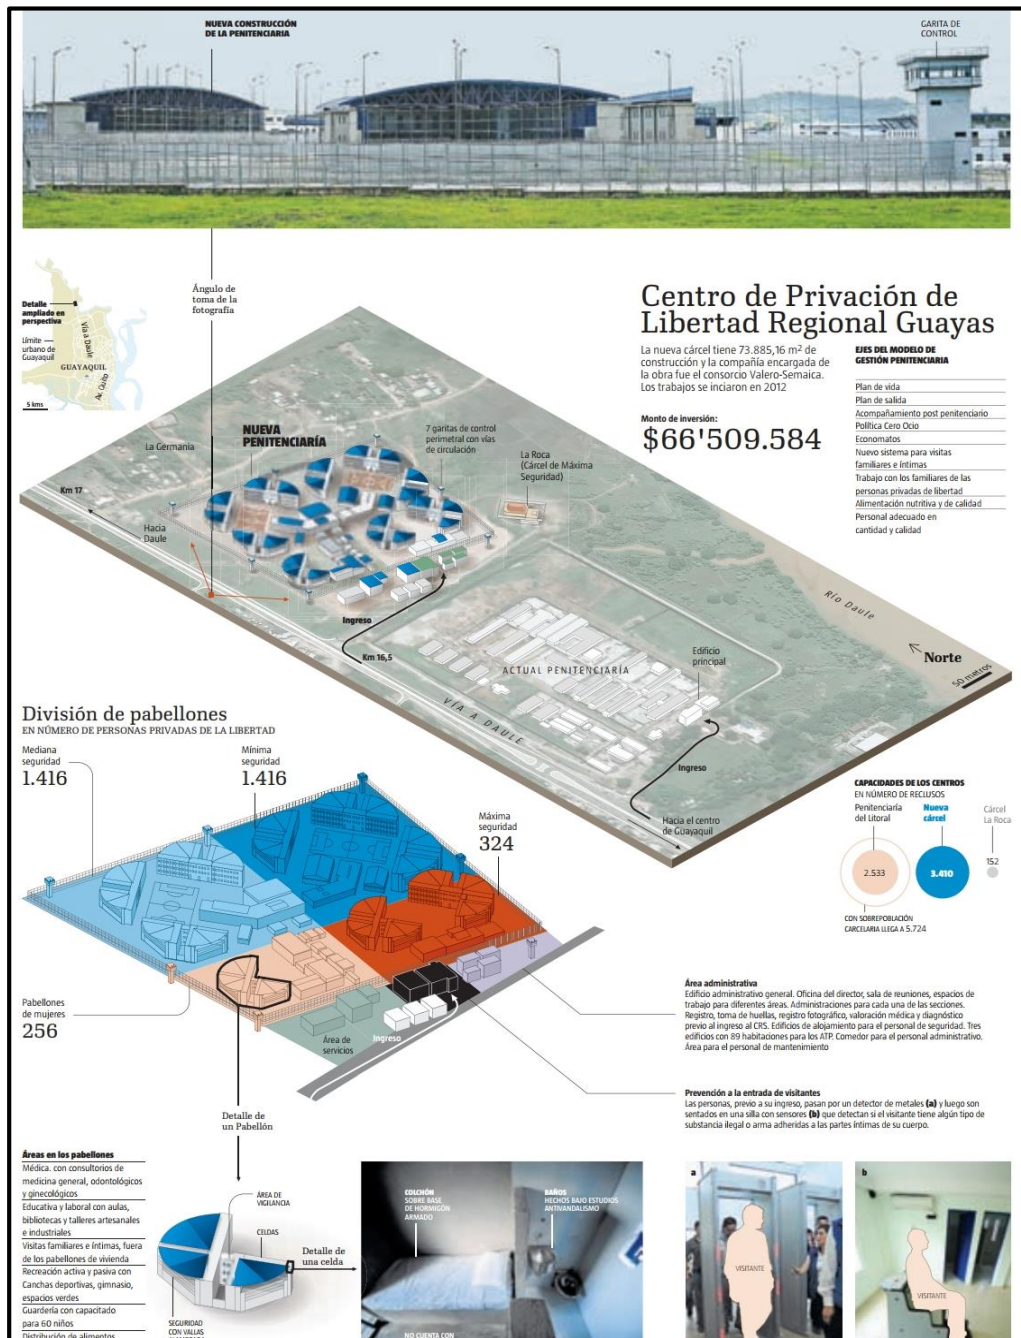 NUEVA CONSTRUCCIÓN
DE LA PENITENCIARIA
GARITA DE
CONTROL
Detalle
ampliado en
perspectiva
Límite
urbano de
Guayaquil
Vía a Daule
GUAYAQUIL
Av. Quito
5 kms
Ángulo de
toma de la
fotografía
Centro de Privación de
Libertad Regional Guayas
La nueva cárcel tiene 73.885,16 m² de
construcción y la compañía encargada de
la obra fue el consorcio Valero-Semaica.
Los trabajos se inciaron en 2012
Monto de inversión:
$66'509.584
EJES DEL MODELO DE
GESTIÓN PENITENCIARIA
Plan de vida
Plan de salida
Acompañamiento post penitenciario
Política Cero Ocio
Economatos
Nuevo sistema para visitas
familiares e íntimas
Trabajo con los familiares de las
personas privadas de libertad
Alimentación nutritiva y de calidad
Personal adecuado en
cantidad y calidad
La Germania
NUEVA
PENITENCIARÍA
7 garitas de control
perimetral con vías
de circulación
La Roca
(Cárcel de Máxima
Seguridad)
Km 17
Hacia
Daule
Ingreso
Km 16,5
ACTUAL PENITENCIARÍA
Edificio
principal
Río Daule
Norte
50 metros
VÍA A DAULE
Ingreso
Hacia el centro
de Guayaquil
División de pabellones
EN NÚMERO DE PERSONAS PRIVADAS DE LA LIBERTAD
Mediana
seguridad
1.416
Mínima
seguridad
1.416
Máxima
seguridad
324
Pabellones
de mujeres
256
Área de
servicios
Ingreso
CAPACIDADES DE LOS CENTROS
EN NÚMERO DE RECLUSOS
Penitenciaría
del Litoral
Nueva
cárcel
Cárcel
La Roca
2.533
3.410
152
CON SOBREPOBLACIÓN
CARCELARIA LLEGA A 5.724
Área administrativa
Edificio administrativo general. Oficina del director, sala de reuniones, espacios de
trabajo para diferentes áreas. Administraciones para cada una de las secciones.
Registro, toma de huellas, registro fotográfico, valoración médica y diagnóstico
previo al ingreso al CRS. Edificios de alojamiento para el personal de seguridad. Tres
edificios con 89 habitaciones para los ATP. Comedor para el personal administrativo.
Área para el personal de mantenimiento
Prevención a la entrada de visitantes
Las personas, previo a su ingreso, pasan por un detector de metales (a) y luego son
sentados en una silla con sensores (b) que detectan si el visitante tiene algún tipo de
substancia ilegal o arma adheridas a las partes íntimas de su cuerpo.
Detalle de
un Pabellón
Áreas en los pabellones
Médica. con consultorios de
medicina general, odontológicos
y ginecológicos
Educativa y laboral con aulas,
bibliotecas y talleres artesanales
e industriales
Visitas familiares e íntimas, fuera
de los pabellones de vivienda
Recreación activa y pasiva con
Canchas deportivas, gimnasio,
espacios verdes
Guardería con capacitado
para 60 niños
Distribución de alimentos
ÁREA DE
VIGILANCIA
CELDAS
SEGURIDAD
CON VALLAS
Detalle de
una celda
COLCHÓN
SOBRE BASE
DE HORMIGÓN
ARMADO
BAÑOS
HECHOS BAJO ESTUDIOS
ANTIVANDALISMO
NO CUENTA CON
a
VISITANTE
b
VISITANTE